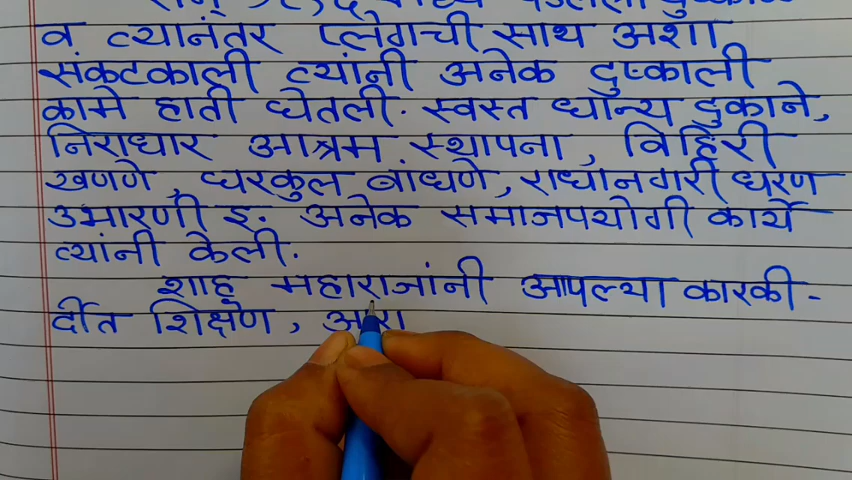 व त्यानंतर प्लेगची साथ अशा
संकटकाली त्यांनी अनेक दुष्काली
कामे हाती घेतली. स्वस्त धान्य दुकाने,
निराधार आश्रम स्थापना, विहिरी
खणणे, घरकुल बांधणे, राधानगरी धरण
उभारणी इ. अनेक समाजपयोगी कार्ये
त्यांनी केली.
शाहू महाराजांनी आपल्या कारकी-
र्दीत शिक्षण, आरा